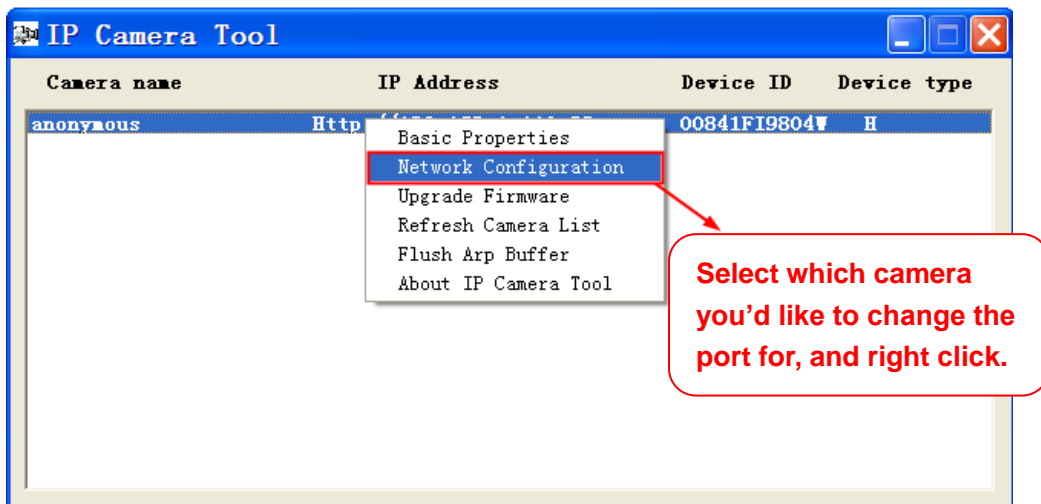 IP Camera Tool
Camera name IP Address Device ID Device type
anonymous Http 00841FI9804W H
Basic Properties
Network Configuration
Upgrade Firmware
Refresh Camera List
Flush Arp Buffer
About IP Camera Tool
Select which camera
you’d like to change the
port for, and right click.